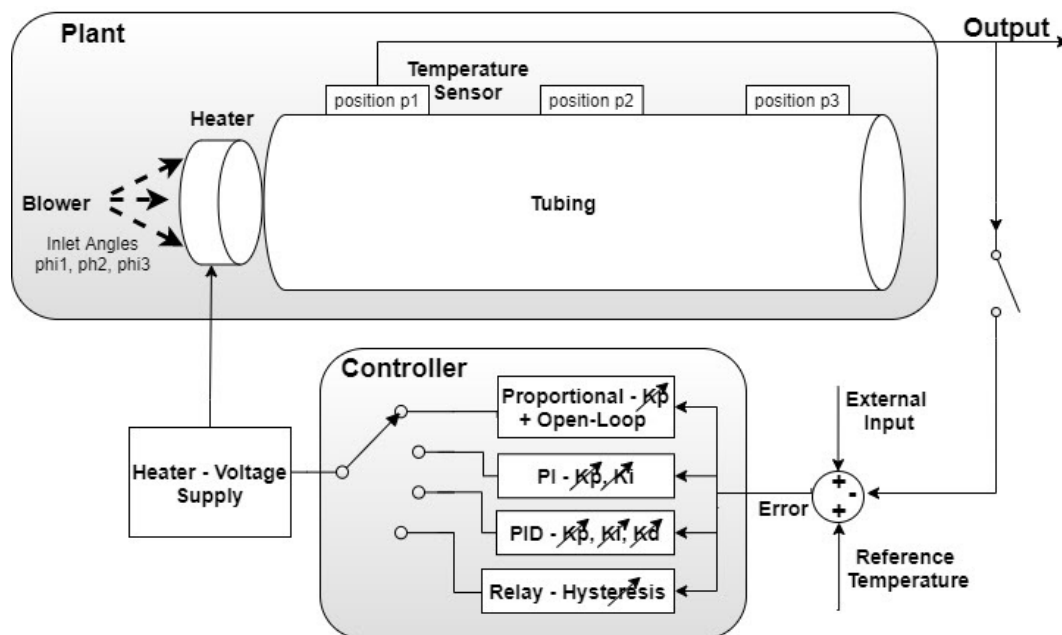 Plant
Output
Temperature
Sensor
position p1
position p2
position p3
Heater
Blower
Tubing
Inlet Angles
phi1, ph2, phi3
Controller
Proportional - Kp
+ Open-Loop
External
Input
Heater - Voltage
Supply
PI - Kp, Ki
+
-
+
Error
PID - Kp, Ki, Kd
Reference
Temperature
Relay - Hysteresis